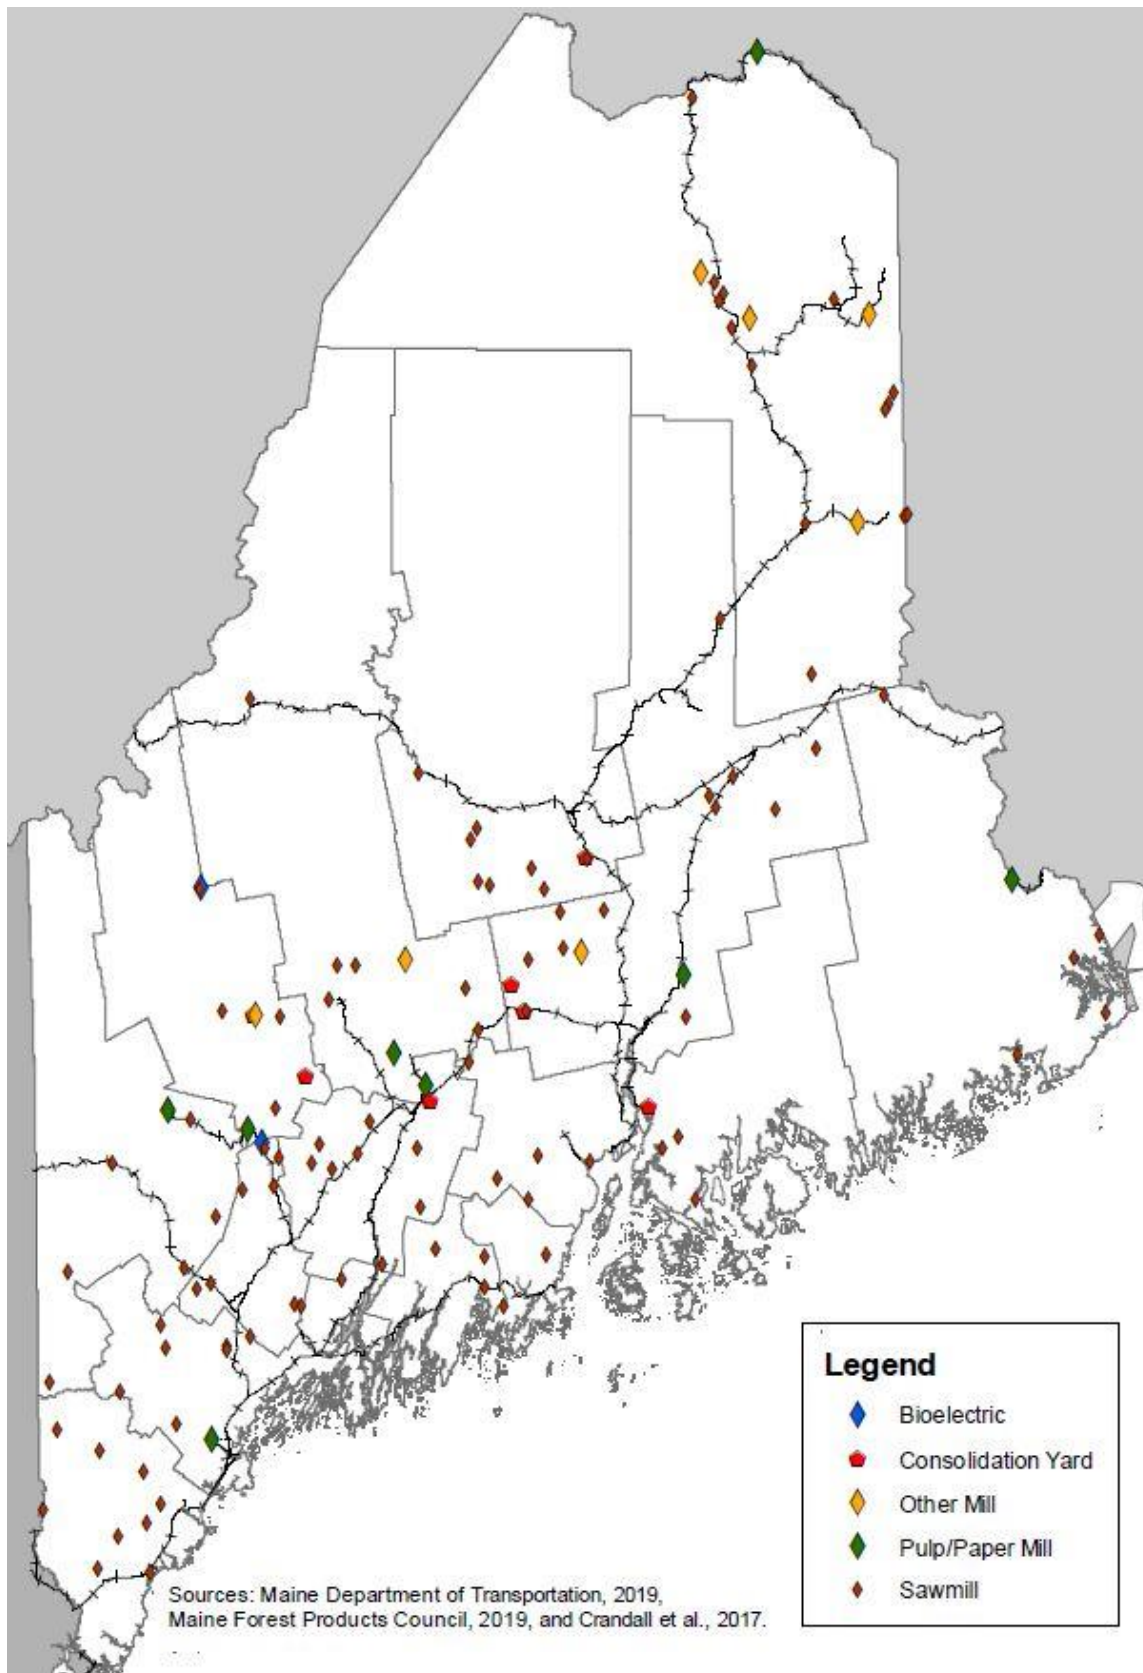 Legend
Bioelectric
Consolidation Yard
Other Mill
Pulp/Paper Mill
Sawmill
Sources: Maine Department of Transportation, 2019,
Maine Forest Products Council, 2019, and Crandall et al., 2017.